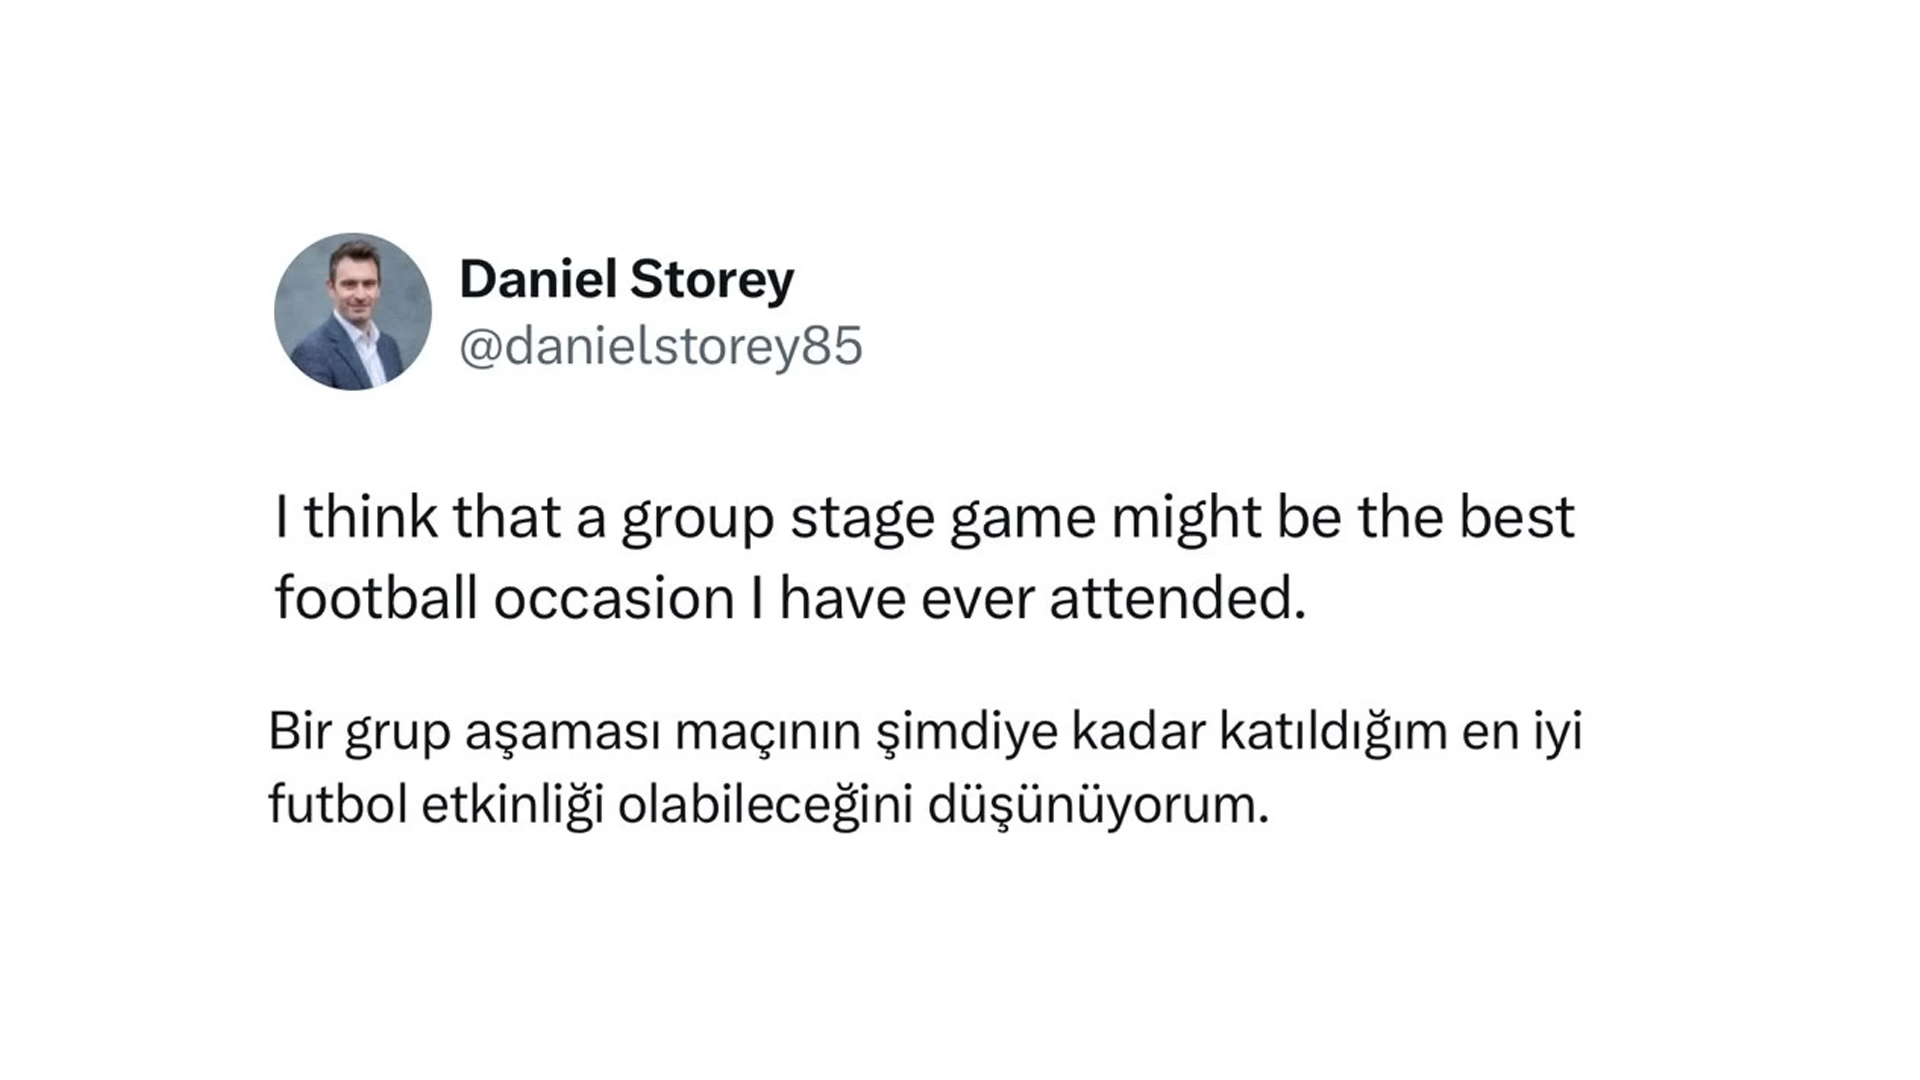 Daniel Storey
@danielstorey85
I think that a group stage game might be the best
football occasion I have ever attended.
Bir grup aşaması maçının şimdiye kadar katıldığım en iyi
futbol etkinliği olabileceğini düşünüyorum.